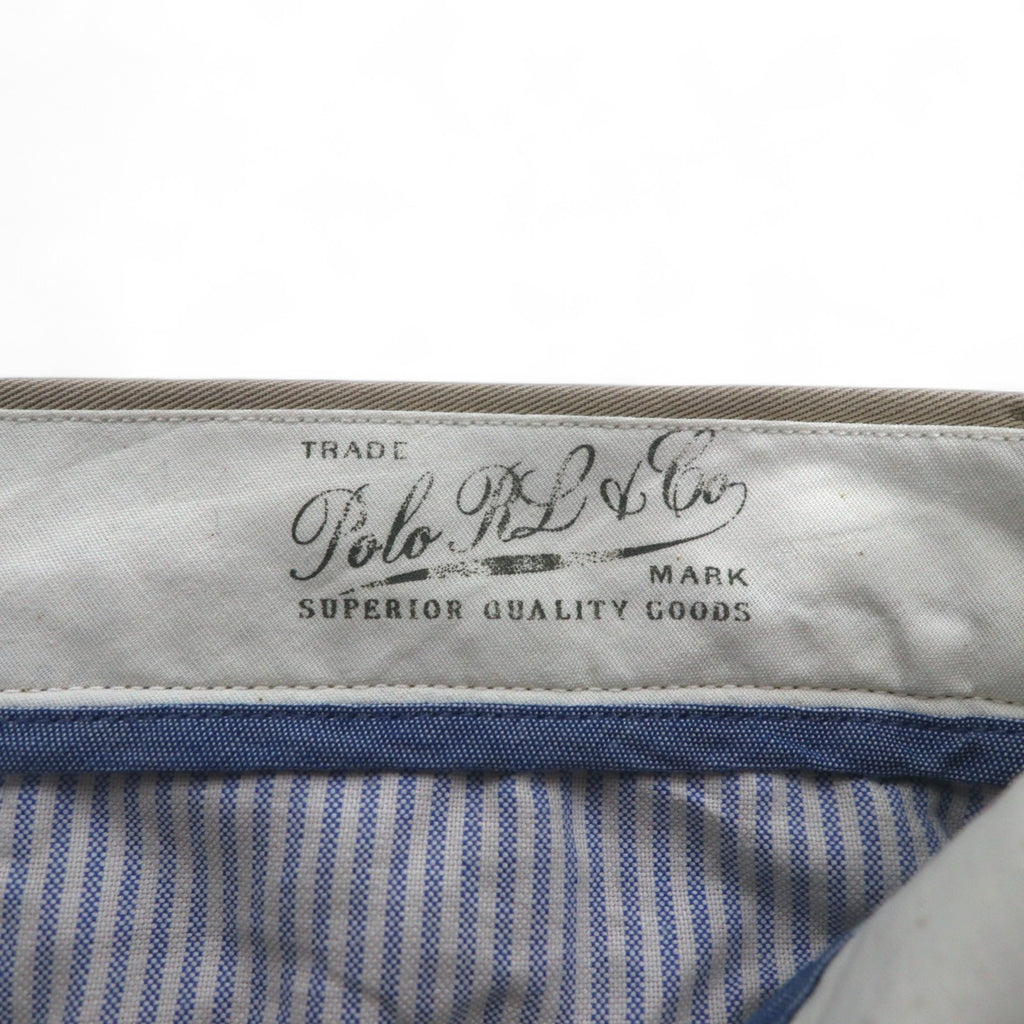 TRADE
Polo RL & Co
MARK
SUPERIOR QUALITY GOODS